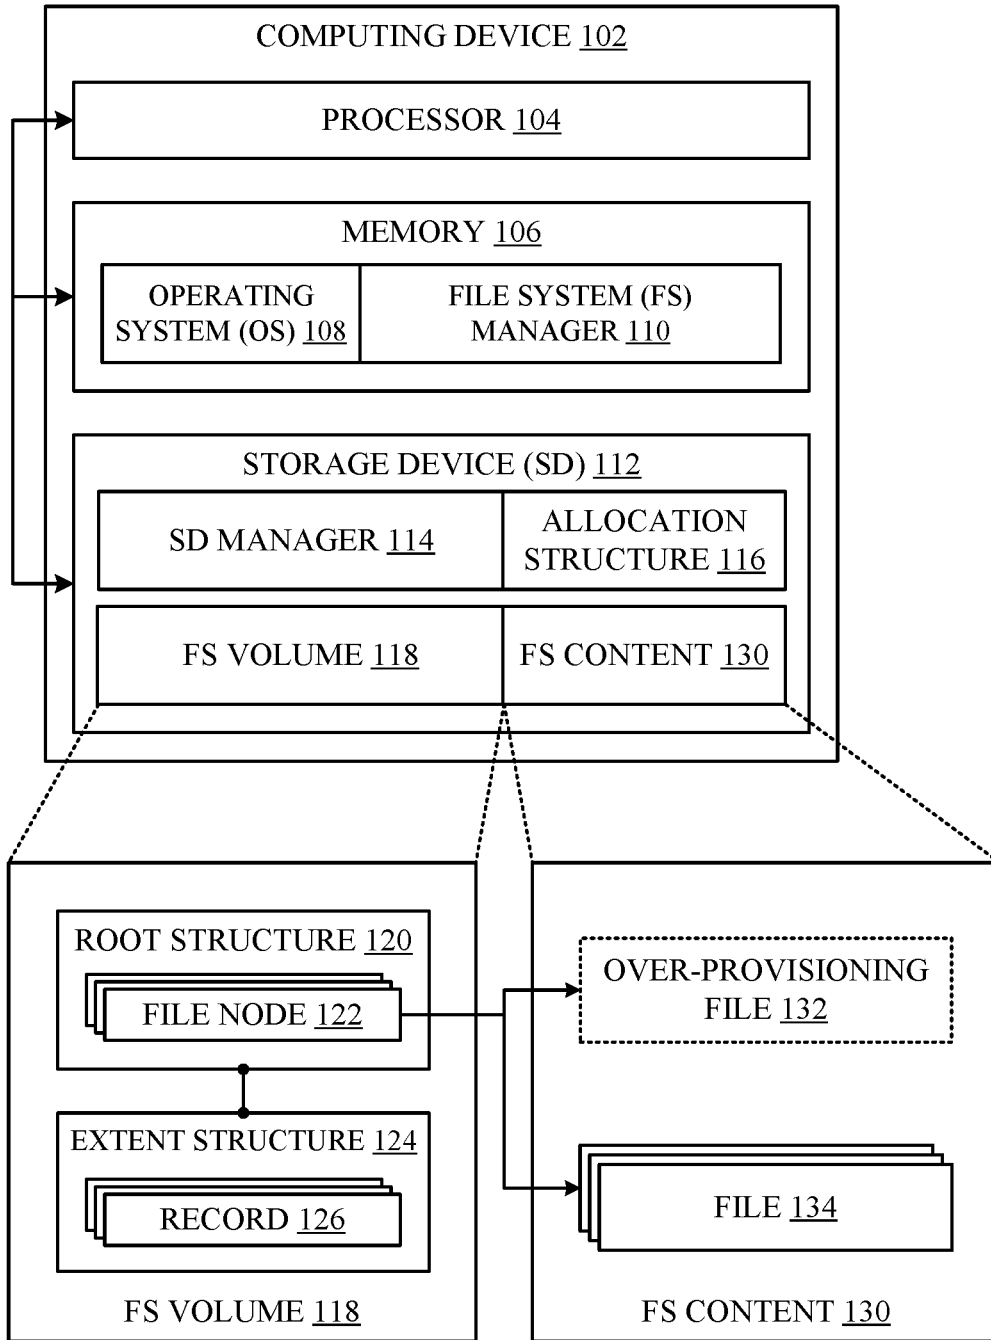 COMPUTING DEVICE 102
PROCESSOR 104
MEMORY 106
OPERATING
SYSTEM (OS) 108
FILE SYSTEM (FS)
MANAGER 110
STORAGE DEVICE (SD) 112
SD MANAGER 114
ALLOCATION
STRUCTURE 116
FS VOLUME 118
FS CONTENT 130
ROOT STRUCTURE 120
FILE NODE 122
EXTENT STRUCTURE 124
RECORD 126
FS VOLUME 118
OVER-PROVISIONING
FILE 132
FILE 134
FS CONTENT 130